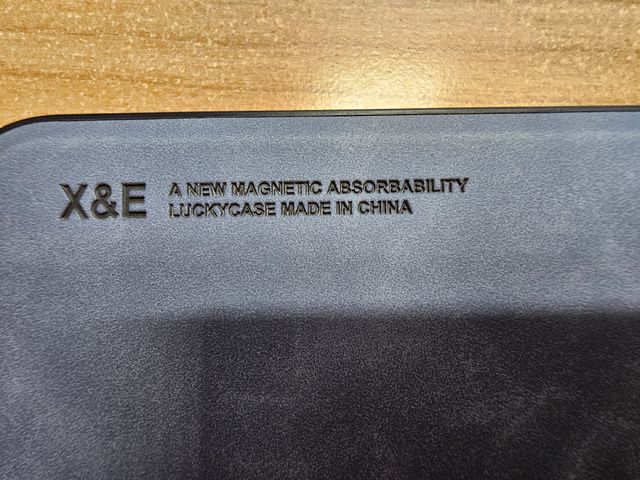 X&E
A NEW MAGNETIC ABSORBABILITY
LUCKYCASE MADE IN CHINA